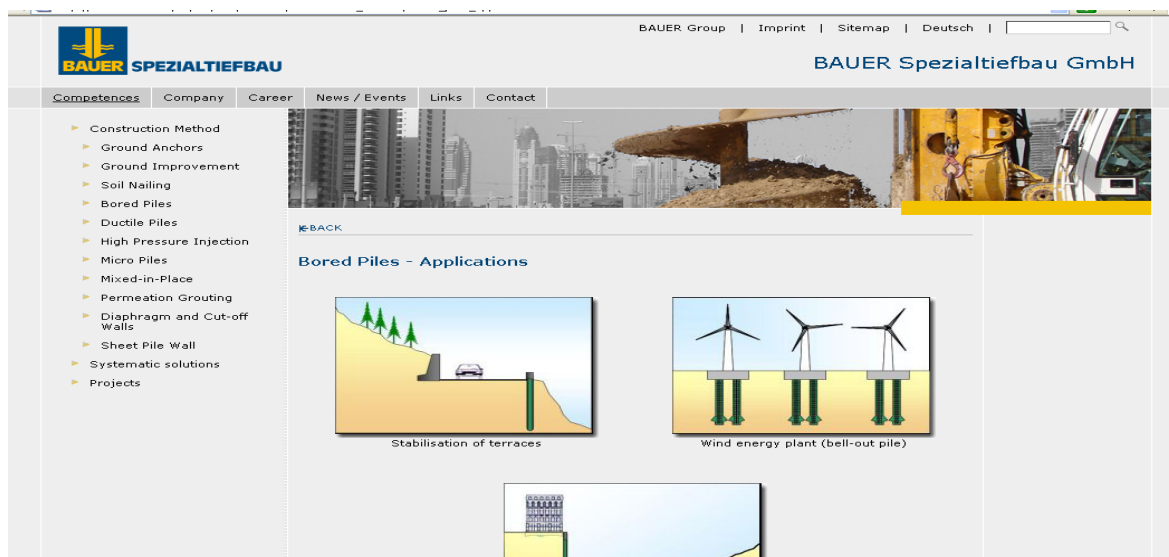 BAUER Group | Imprint | Sitemap | Deutsch |
BAUER SPEZIALTIEFBAU
BAUER Spezialtiefbau GmbH
Competences Company Career News / Events Links Contact
Construction Method
Ground Anchors
Ground Improvement
Soil Nailing
Bored Piles
Ductile Piles
High Pressure Injection
Micro Piles
Mixed-in-Place
Permeation Grouting
Diaphragm and Cut-off
Walls
Sheet Pile Wall
Systematic solutions
Projects
BACK
Bored Piles - Applications
Stabilisation of terraces
Wind energy plant (bell-out pile)